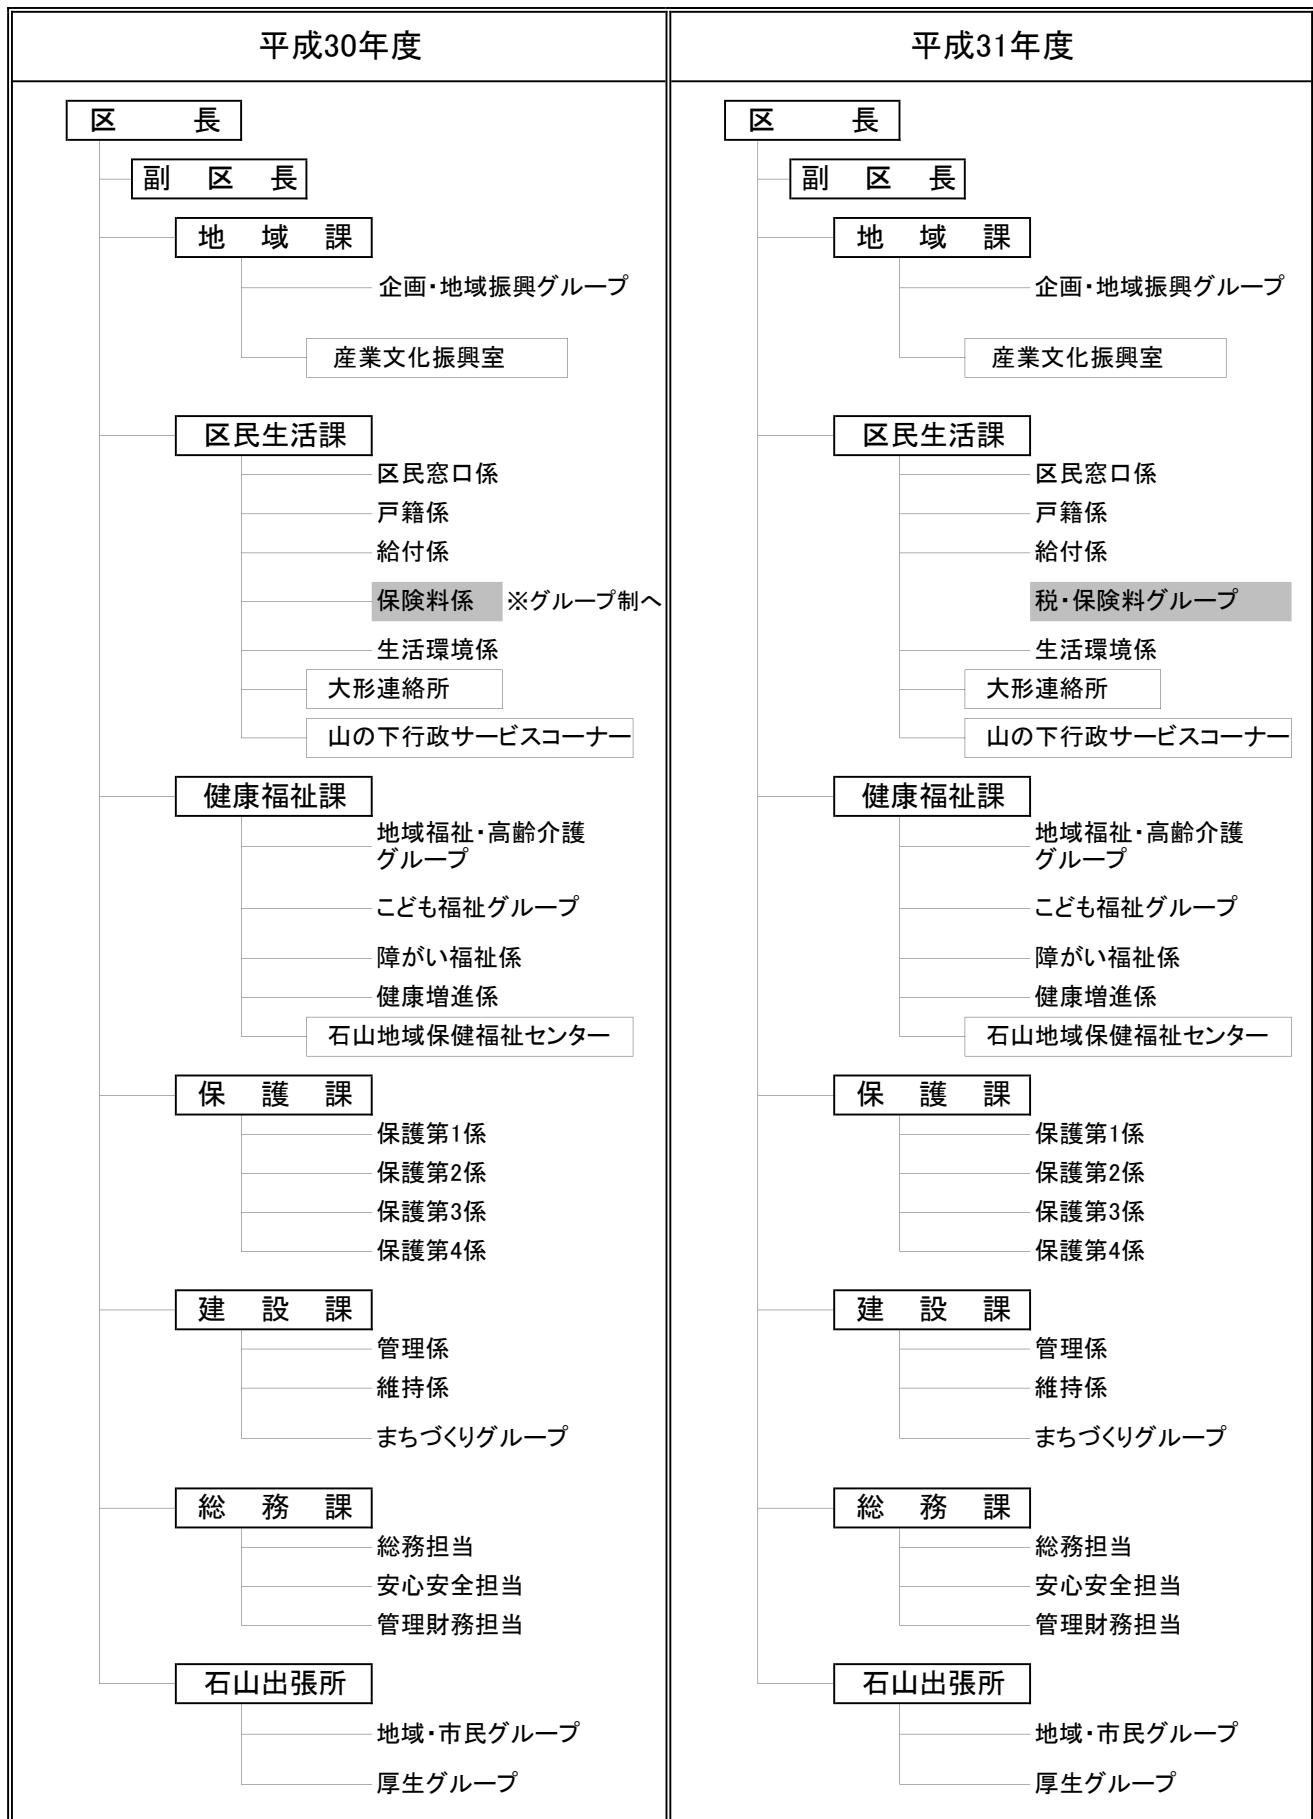 平成30年度
区　長
副　区　長
地　域　課
企画・地域振興グループ
産業文化振興室
区民生活課
区民窓口係
戸籍係
給付係
保険料係 ※グループ制へ
生活環境係
大形連絡所
山の下行政サービスコーナー
健康福祉課
地域福祉・高齢介護
グループ
こども福祉グループ
障がい福祉係
健康増進係
石山地域保健福祉センター
保　護　課
保護第1係
保護第2係
保護第3係
保護第4係
建　設　課
管理係
維持係
まちづくりグループ
総　務　課
総務担当
安心安全担当
管理財務担当
石山出張所
地域・市民グループ
厚生グループ
平成31年度
区　長
副　区　長
地　域　課
企画・地域振興グループ
産業文化振興室
区民生活課
区民窓口係
戸籍係
給付係
税・保険料グループ
生活環境係
大形連絡所
山の下行政サービスコーナー
健康福祉課
地域福祉・高齢介護
グループ
こども福祉グループ
障がい福祉係
健康増進係
石山地域保健福祉センター
保　護　課
保護第1係
保護第2係
保護第3係
保護第4係
建　設　課
管理係
維持係
まちづくりグループ
総　務　課
総務担当
安心安全担当
管理財務担当
石山出張所
地域・市民グループ
厚生グループ